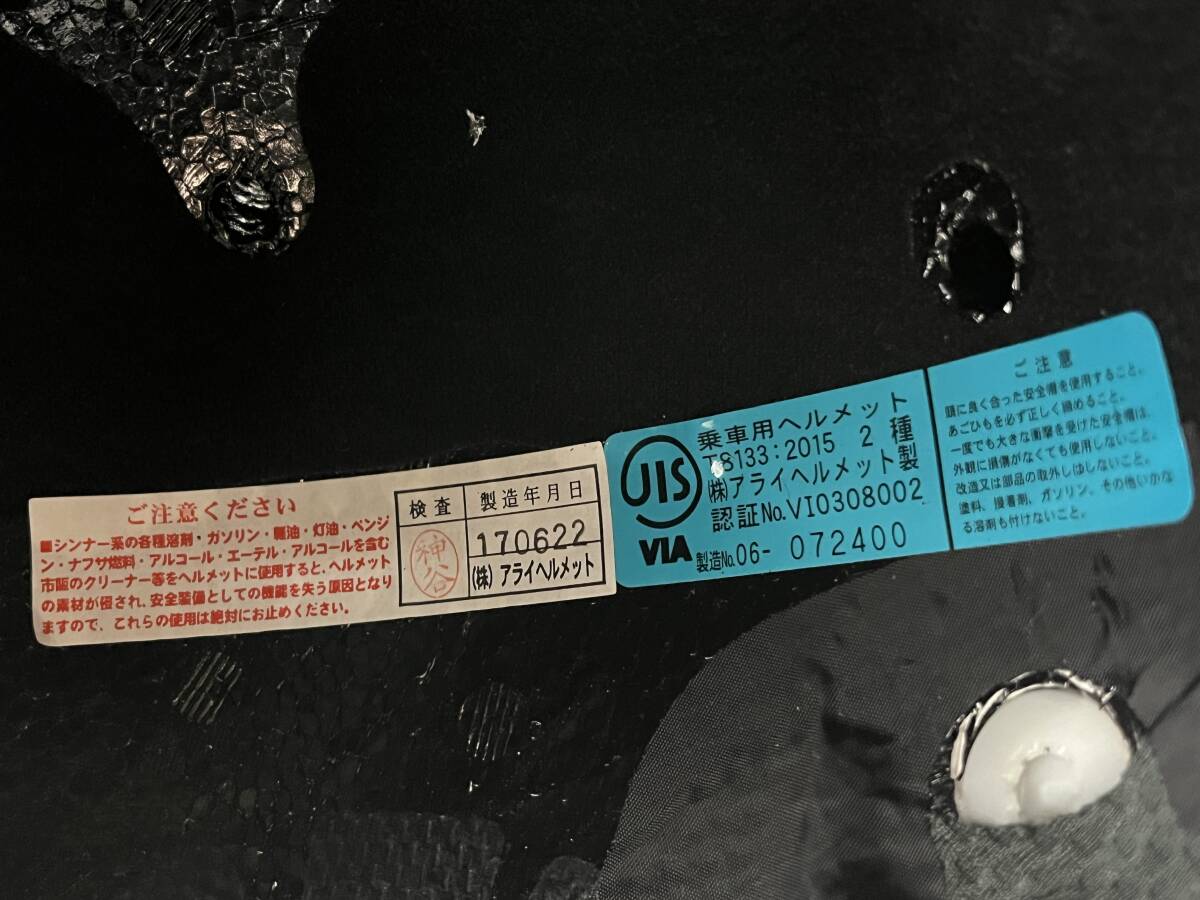 ご注意ください
■シンナー系の各種溶剤・ガソリン・軽油・灯油・ベンジ
ン・ナフサ燃料・アルコール・エーテル・アルコールを含む
市販のクリーナー等をヘルメットに使用すると、ヘルメット
の素材が侵され、安全装備としての機能を失う原因となり
ますので、これらの使用は絶対にお止めください。
検査
神谷
製造年月日
170622
(株)アライヘルメット
JIS
VIA
乗車用ヘルメット
T8133:2015 2種
(株)アライヘルメット製
認証No.VI0308002
製造No.06- 072400
ご注意
頭に良く合った安全帽を使用すること。
あごひもを必ず正しく締めること。
一度でも大きな衝撃を受けた安全帽は、
外観に損傷がなくても使用しないこと。
改造又は部品の取外しはしないこと。
塗料、接着剤、ガソリン、その他いかな
る溶剤も付けないこと。